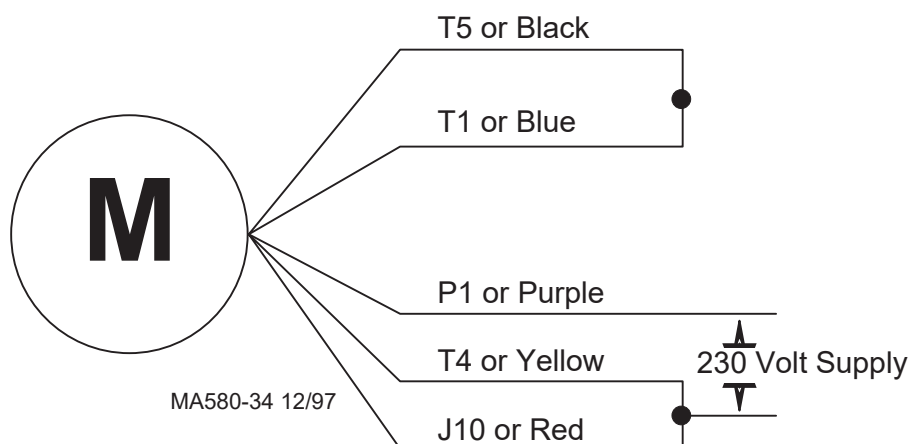 T5 or Black
T1 or Blue
M
P1 or Purple
T4 or Yellow
230 Volt Supply
MA580-34 12/97
J10 or Red